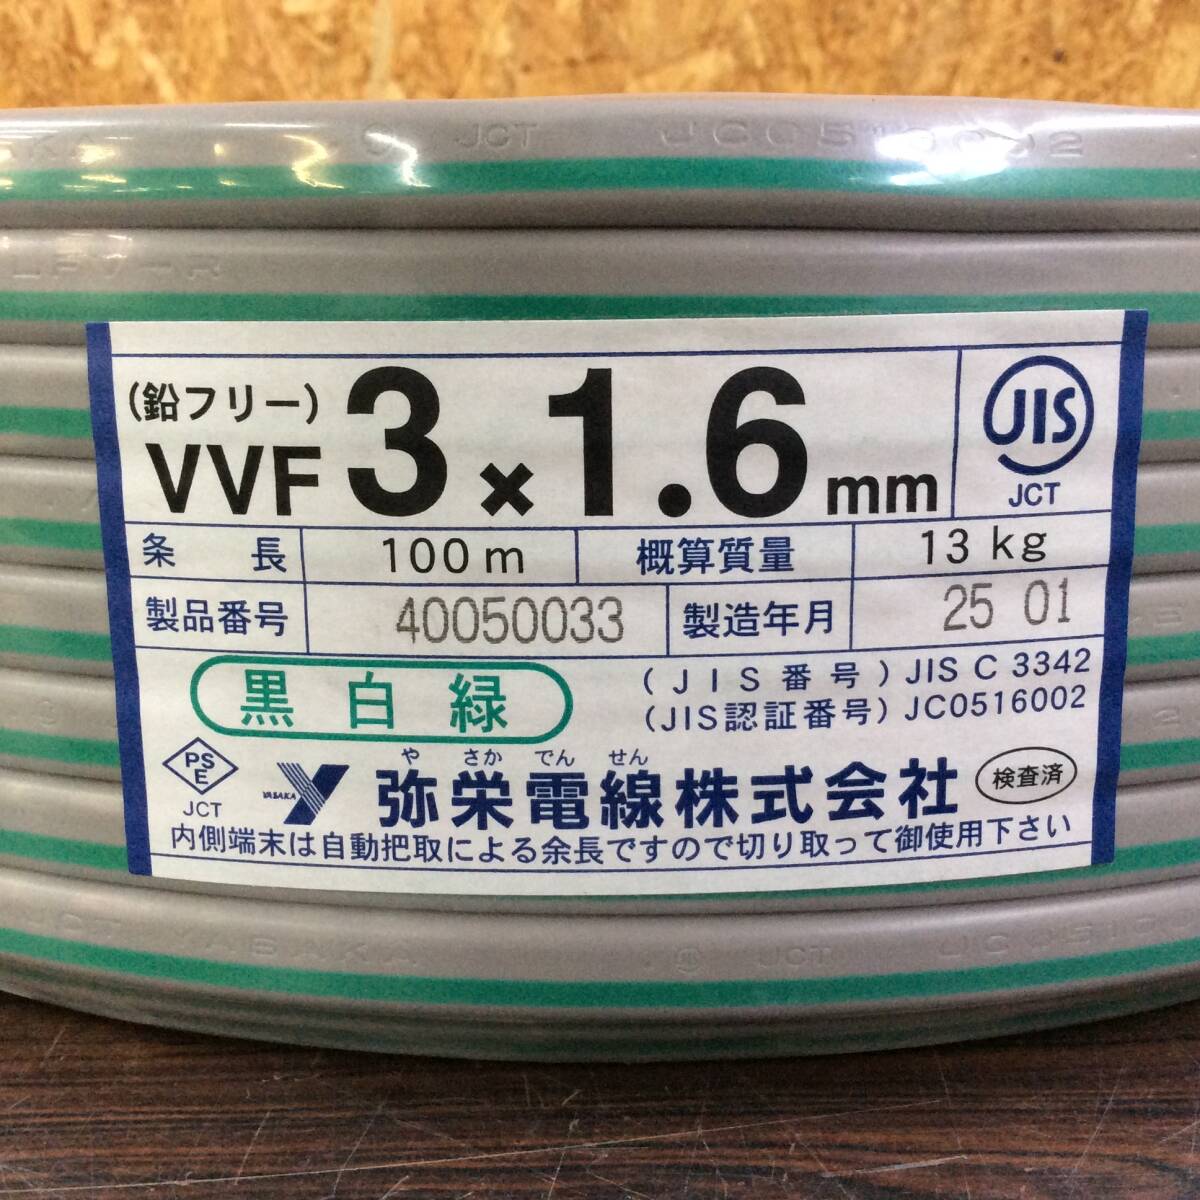 JCT
LFV-R
(鉛フリー)
VVF 3×1.6mm
JIS
JCT
条長 100m 概算質量 13kg
製品番号 40050033 製造年月 25 01
黒 白 緑
(JIS番号) JIS C 3342
(JIS認証番号) JC0516002
PSE
JCT
YASAKA
や さか でん せん
弥栄電線株式会社
検査済
内側端末は自動把取による余長ですので切り取って御使用下さい
JCT
JCT